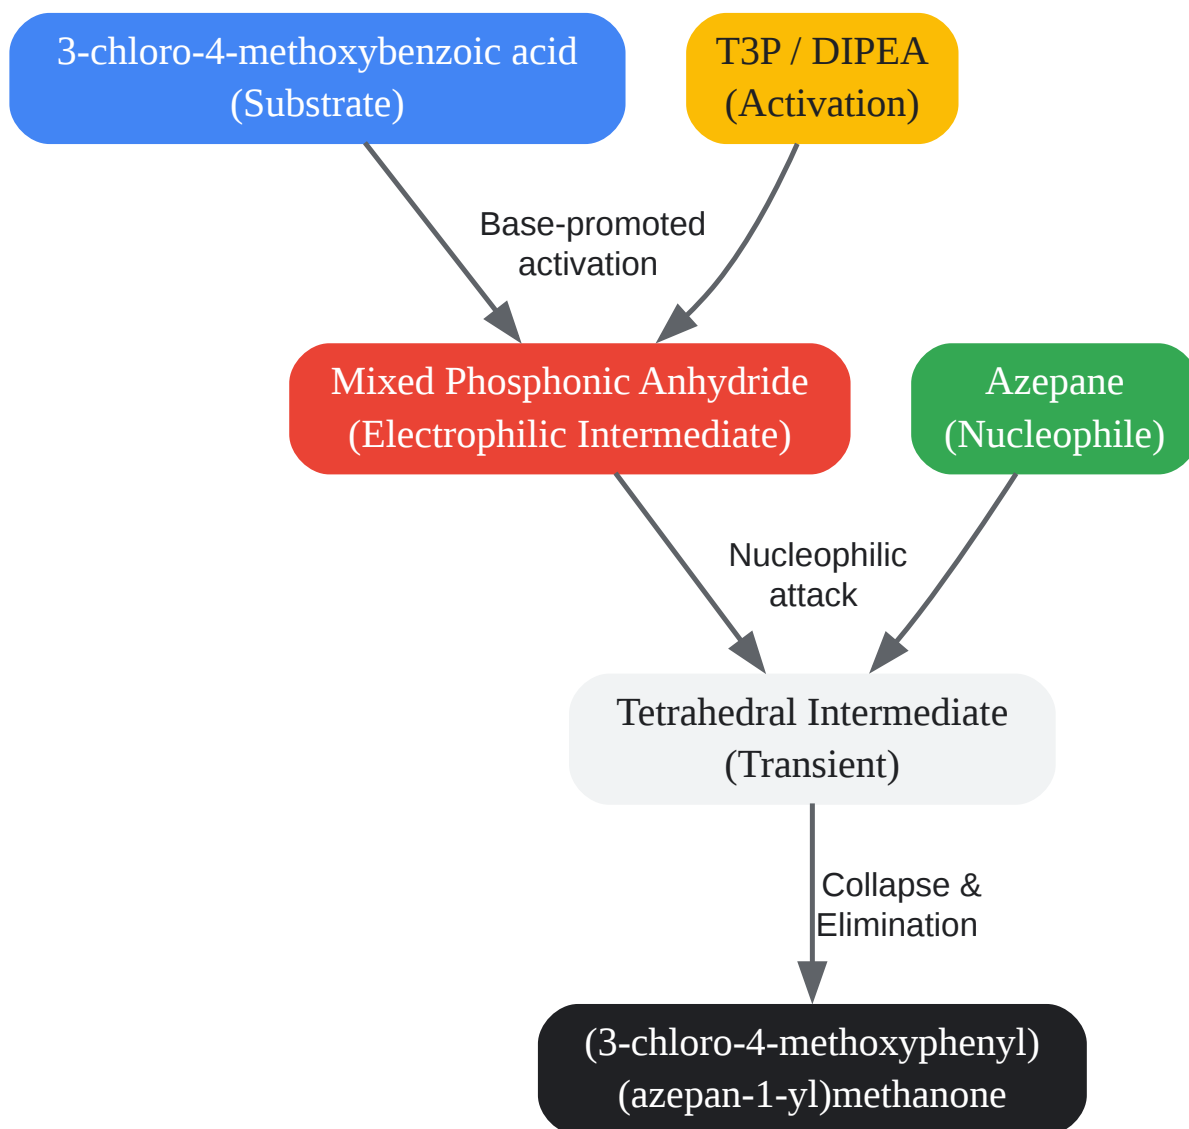 3-chloro-4-methoxybenzoic acid
(Substrate)
T3P / DIPEA
(Activation)
Base-promoted
activation
Mixed Phosphonic Anhydride
(Electrophilic Intermediate)
Azepane
(Nucleophile)
Nucleophilic
attack
Tetrahedral Intermediate
(Transient)
Collapse &
Elimination
(3-chloro-4-methoxyphenyl)
(azepan-1-yl)methanone